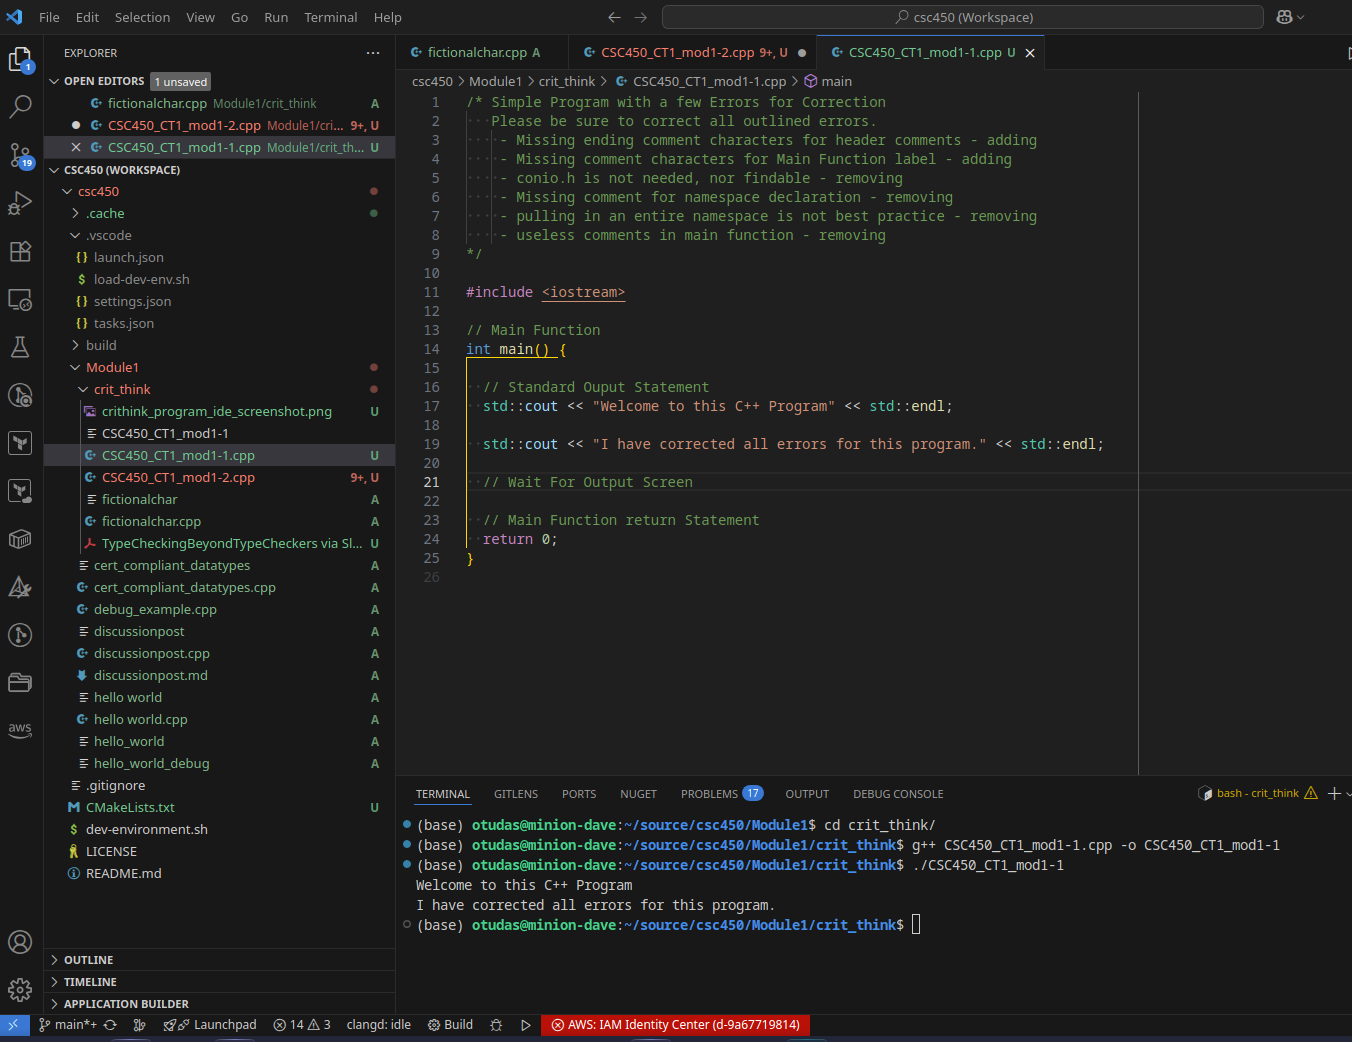 File Edit Selection View Go Run Terminal Help
csc450 (Workspace)
EXPLORER
OPEN EDITORS 1 unsaved
fictionalchar.cpp Module1/crit_think A
CSC450_CT1_mod1-2.cpp Module1/cri... 9+, U
CSC450_CT1_mod1-1.cpp Module1/crit_th... U
CSC450 (WORKSPACE)
csc450
.cache
.vscode
launch.json
load-dev-env.sh
settings.json
tasks.json
build
Module1
crit_think
crithink_program_ide_screenshot.png U
CSC450_CT1_mod1-1
CSC450_CT1_mod1-1.cpp U
CSC450_CT1_mod1-2.cpp 9+, U
fictionalchar A
fictionalchar.cpp A
TypeCheckingBeyondTypeCheckers via Sl... U
cert_compliant_datatypes A
cert_compliant_datatypes.cpp A
debug_example.cpp A
discussionpost A
discussionpost.cpp A
discussionpost.md A
hello world A
hello world.cpp A
hello_world A
hello_world_debug A
.gitignore
CMakeLists.txt U
dev-environment.sh
LICENSE
README.md
OUTLINE
TIMELINE
APPLICATION BUILDER
1
19
aws
fictionalchar.cpp A
CSC450_CT1_mod1-2.cpp 9+, U
CSC450_CT1_mod1-1.cpp U
csc450 > Module1 > crit_think > CSC450_CT1_mod1-1.cpp > main
1 /* Simple Program with a few Errors for Correction
2 Please be sure to correct all outlined errors.
3 - Missing ending comment characters for header comments - adding
4 - Missing comment characters for Main Function label - adding
5 - conio.h is not needed, nor findable - removing
6 - Missing comment for namespace declaration - removing
7 - pulling in an entire namespace is not best practice - removing
8 - useless comments in main function - removing
9 */
10
11 #include <iostream>
12
13 // Main Function
14 int main() {
15
16 // Standard Ouput Statement
17 std::cout << "Welcome to this C++ Program" << std::endl;
18
19 std::cout << "I have corrected all errors for this program." << std::endl;
20
21 // Wait For Output Screen
22
23 // Main Function return Statement
24 return 0;
25 }
26
TERMINAL GITLENS PORTS NUGET PROBLEMS 17 OUTPUT DEBUG CONSOLE
bash - crit_think
(base) otudas@minion-dave:~/source/csc450/Module1$ cd crit_think/
(base) otudas@minion-dave:~/source/csc450/Module1/crit_think$ g++ CSC450_CT1_mod1-1.cpp -o CSC450_CT1_mod1-1
(base) otudas@minion-dave:~/source/csc450/Module1/crit_think$ ./CSC450_CT1_mod1-1
Welcome to this C++ Program
I have corrected all errors for this program.
(base) otudas@minion-dave:~/source/csc450/Module1/crit_think$
main*+ Launchpad 14 3 clangd: idle Build AWS: IAM Identity Center (d-9a67719814)